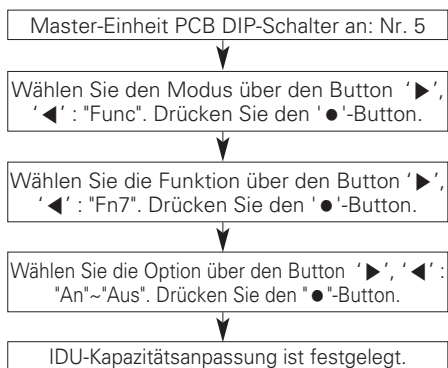 Master-Einheit PCB DIP-Schalter an: Nr. 5
Wählen Sie den Modus über den Button '▶',
'◀' : "Func". Drücken Sie den '●'-Button.
Wählen Sie die Funktion über den Button '▶',
'◀' : "Fn7". Drücken Sie den '●'-Button.
Wählen Sie die Option über den Button '▶', '◀' :
"An"~"Aus". Drücken Sie den "●"-Button.
IDU-Kapazitätsanpassung ist festgelegt.